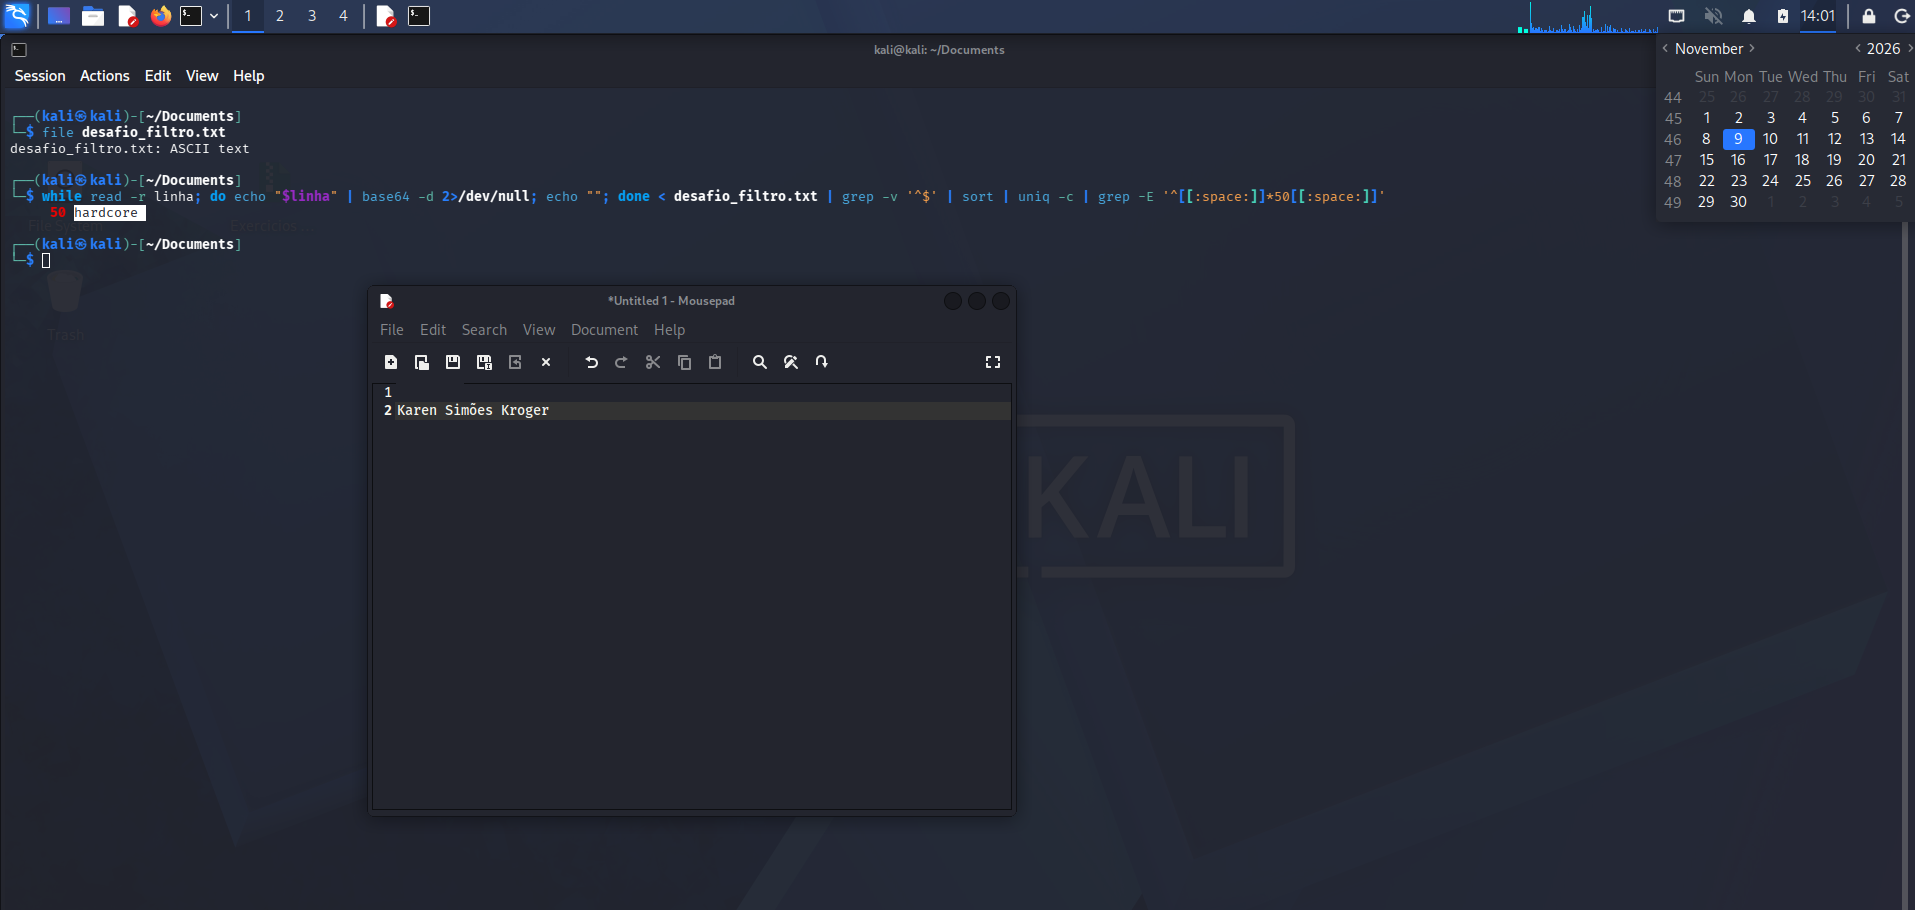 1 2 3 4 14:01
kali@kali: ~/Documents
Session Actions Edit View Help
┌──(kali㉿kali)-[~/Documents]
└─$ file desafio_filtro.txt
desafio_filtro.txt: ASCII text
┌──(kali㉿kali)-[~/Documents]
└─$ while read -r linha; do echo "$linha" | base64 -d 2>/dev/null; echo ""; done < desafio_filtro.txt | grep -v '^$' | sort | uniq -c | grep -E '^[[:space:]]*50[[:space:]]'
50 hardcore
┌──(kali㉿kali)-[~/Documents]
└─$
File System
Exercicios
Trash
November 2026
Sun Mon Tue Wed Thu Fri Sat
44 25 26 27 28 29 30 31
45 1 2 3 4 5 6 7
46 8 9 10 11 12 13 14
47 15 16 17 18 19 20 21
48 22 23 24 25 26 27 28
49 29 30 1 2 3 4 5
*Untitled 1 - Mousepad
File Edit Search View Document Help
1
2 Karen Simões Kroger
KALI